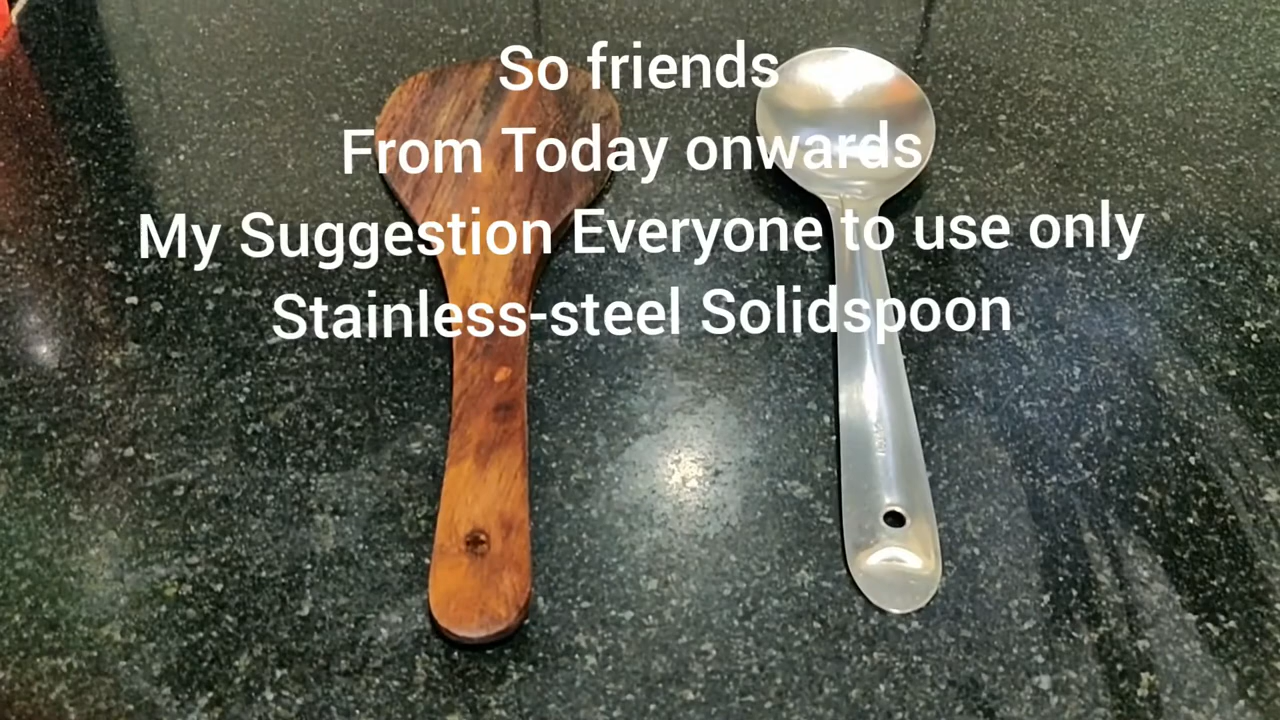 So friends
From Today onwards
My Suggestion Everyone to use only
Stainless-steel Solidspoon